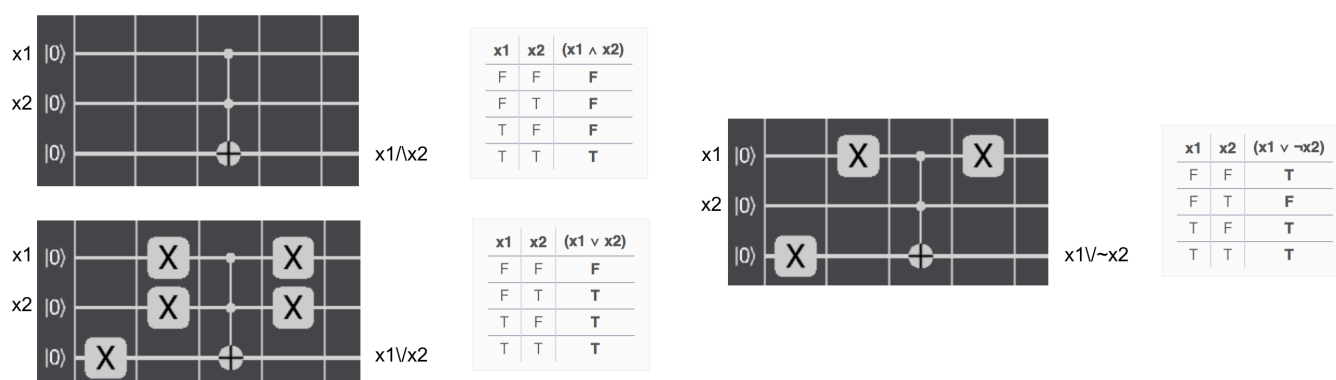 x1 |0⟩
x2 |0⟩
|0⟩ x1/\x2
x1 x2 (x1 ∧ x2)
F F F
F T F
T F F
T T T
x1 |0⟩ X X
x2 |0⟩ X X
|0⟩ X x1\/x2
x1 x2 (x1 ∨ x2)
F F F
F T T
T F T
T T T
x1 |0⟩ X X
x2 |0⟩
|0⟩ X x1\/~x2
x1 x2 (x1 ∨ ¬x2)
F F T
F T F
T F T
T T T